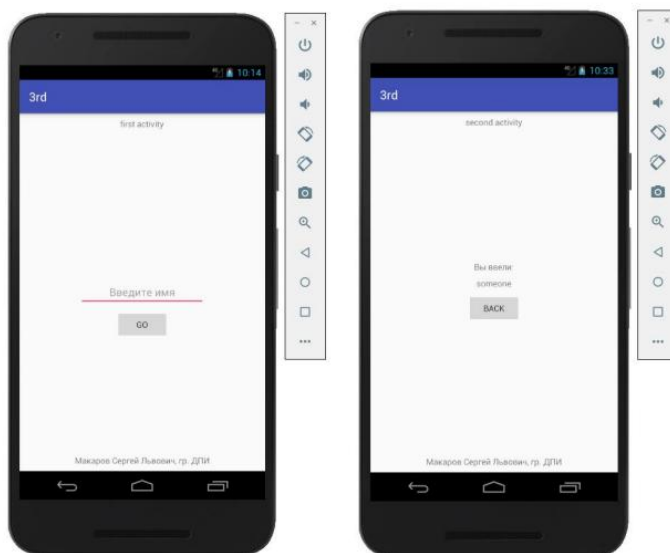 10:14
3rd
first activity
Введите имя
GO
Макаров Сергей Львович, гр. ДПИ
10:33
3rd
second activity
Вы ввели:
someone
BACK
Макаров Сергей Львович, гр. ДПИ